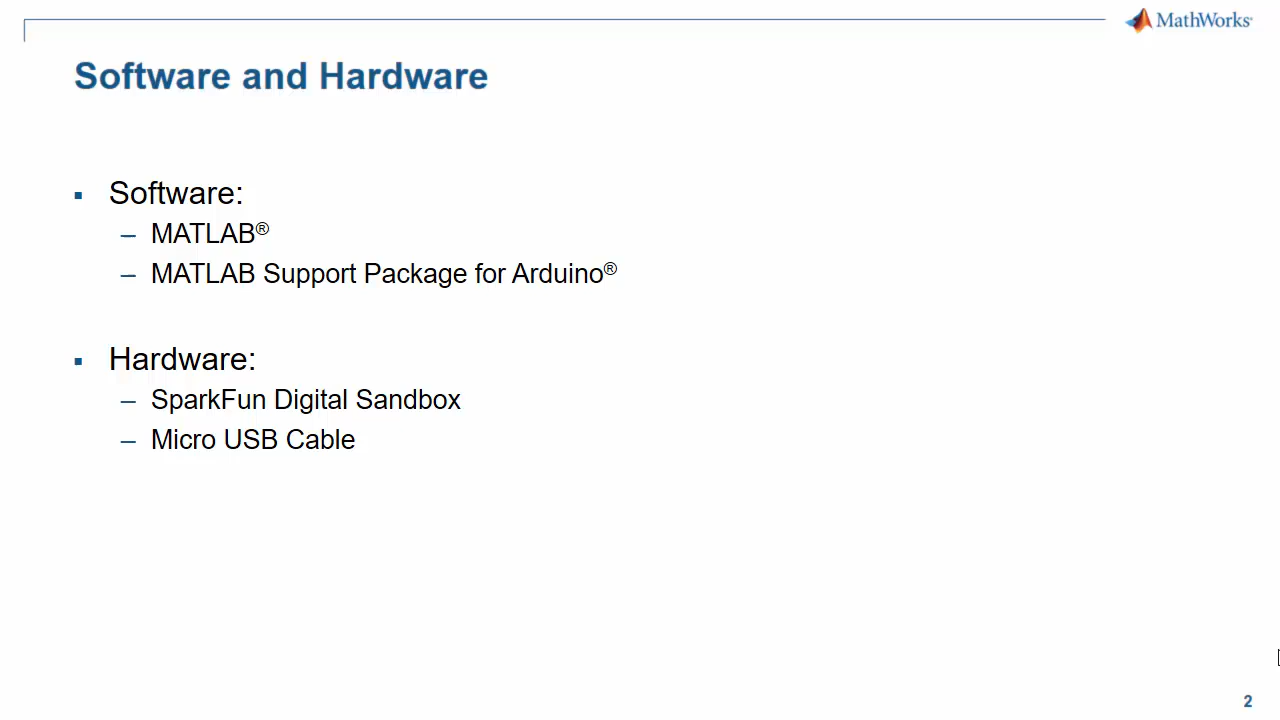 MathWorks®
Software and Hardware
▪ Software:
– MATLAB®
– MATLAB Support Package for Arduino®
▪ Hardware:
– SparkFun Digital Sandbox
– Micro USB Cable
2